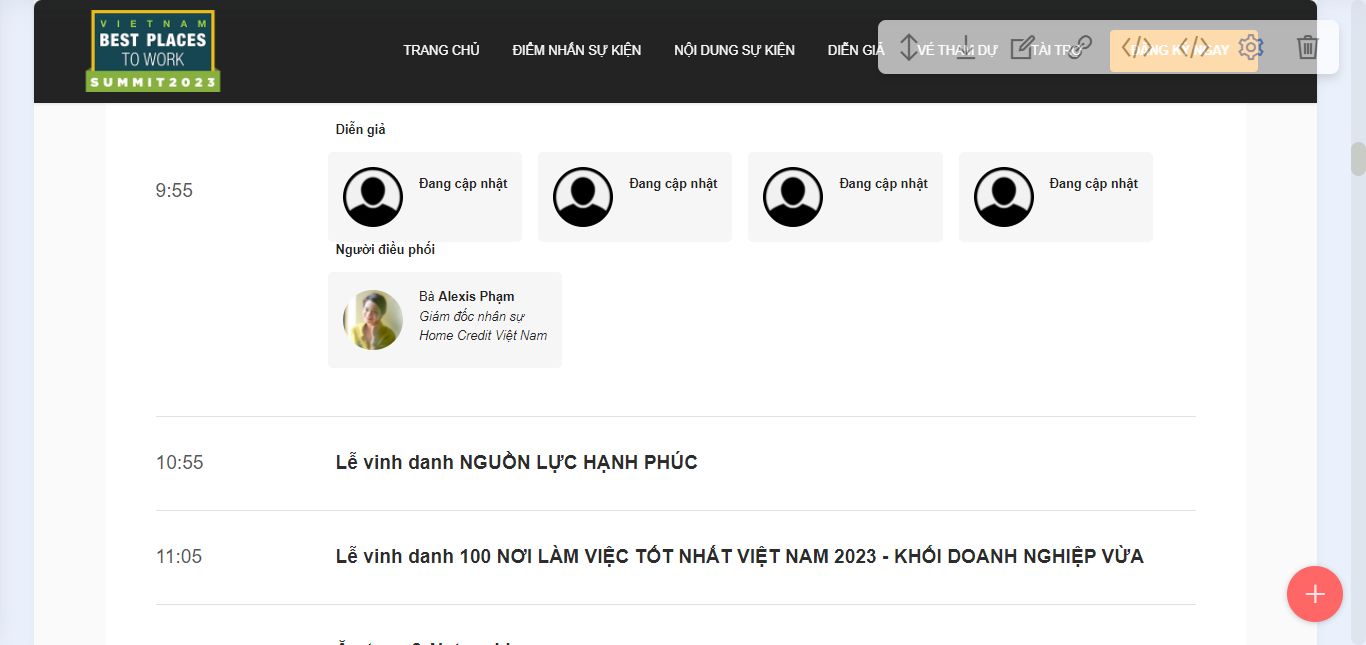 VIETNAM
BEST PLACES
TO WORK
SUMMIT2023
TRANG CHỦ
ĐIỂM NHẤN SỰ KIỆN
NỘI DUNG SỰ KIỆN
DIỄN GIẢ
VÉ THAM DỰ
TÀI TRỢ
ĐĂNG KÝ NGAY
Diễn giả
9:55
Đang cập nhật
Đang cập nhật
Đang cập nhật
Đang cập nhật
Người điều phối
Bà Alexis Phạm
Giám đốc nhân sự
Home Credit Việt Nam
10:55
Lễ vinh danh NGUỒN LỰC HẠNH PHÚC
11:05
Lễ vinh danh 100 NƠI LÀM VIỆC TỐT NHẤT VIỆT NAM 2023 - KHỐI DOANH NGHIỆP VỪA